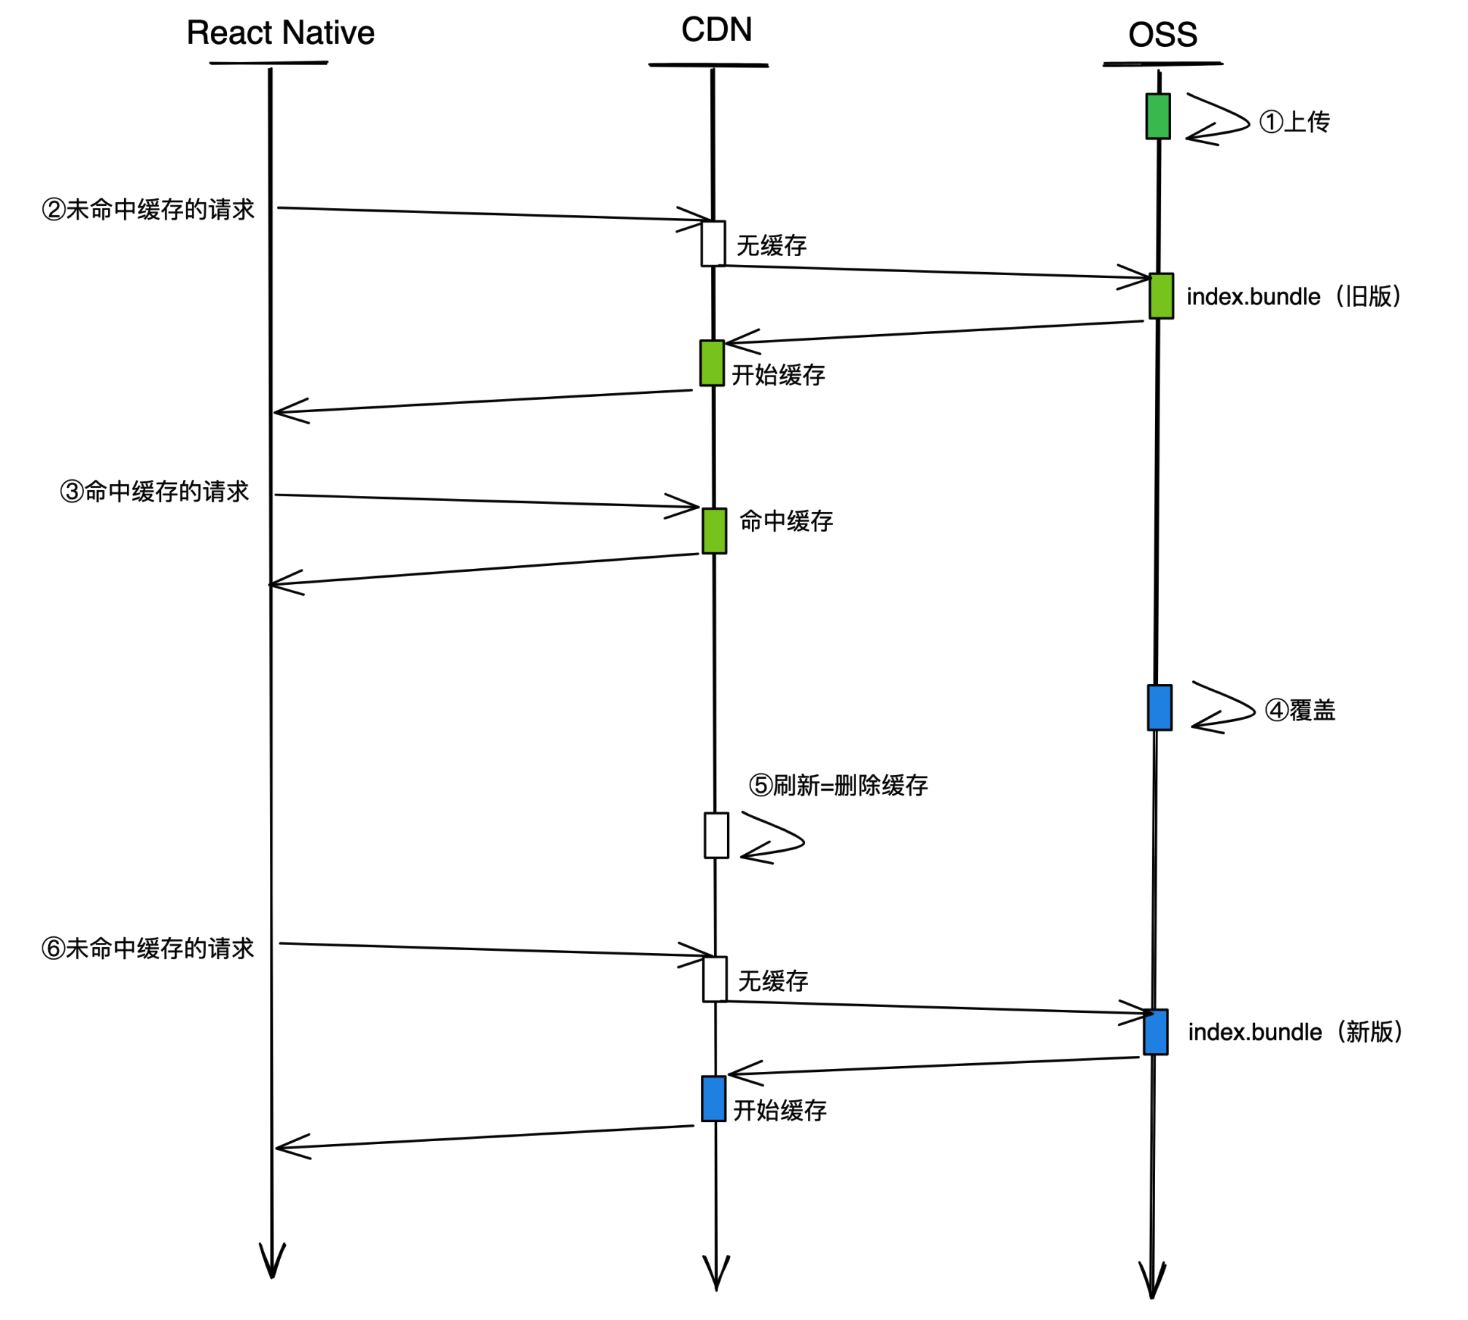 React Native
CDN
OSS
①上传
②未命中缓存的请求
无缓存
index.bundle（旧版）
开始缓存
③命中缓存的请求
命中缓存
④覆盖
⑤刷新=删除缓存
⑥未命中缓存的请求
无缓存
index.bundle（新版）
开始缓存